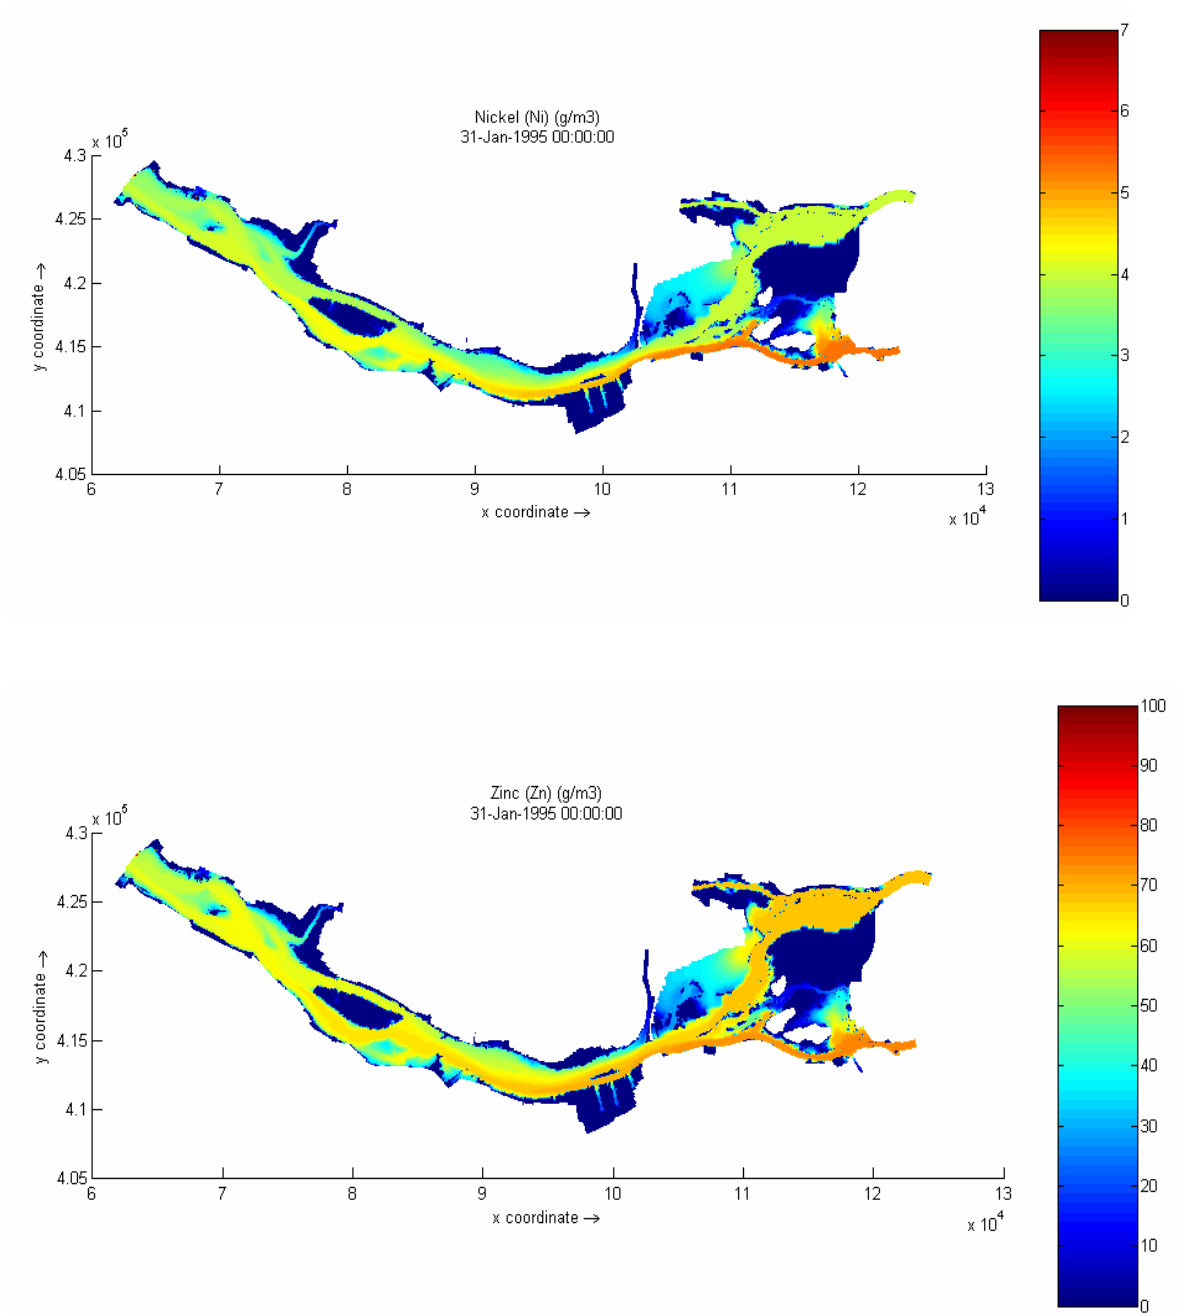 7
6
5
4
3
2
1
0
Nickel (Ni) (g/m3)
31-Jan-1995 00:00:00
x 10^5
4.3
4.25
4.2
4.15
4.1
4.05
y coordinate →
6 7 8 9 10 11 12 13
x coordinate →
x 10^4
100
90
80
70
60
50
40
30
20
10
0
Zinc (Zn) (g/m3)
31-Jan-1995 00:00:00
x 10^5
4.3
4.25
4.2
4.15
4.1
4.05
y coordinate →
6 7 8 9 10 11 12 13
x coordinate →
x 10^4